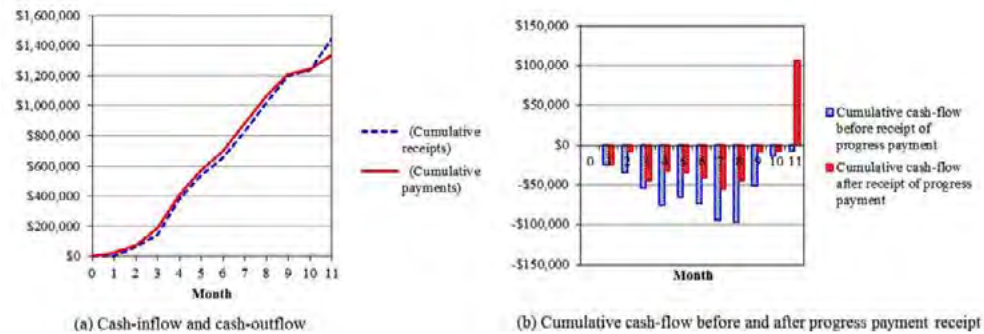 $1,600,000
$1,400,000
$1,200,000
$1,000,000
$800,000
$600,000
$400,000
$200,000
$0
0 1 2 3 4 5 6 7 8 9 10 11
Month
(Cumulative
receipts)
(Cumulative
payments)
(a) Cash-inflow and cash-outflow
$150,000
$100,000
$50,000
$0
-$50,000
-$100,000
-$150,000
0 2 3 4 5 6 7 8 9 10 11
Month
Cumulative cash-flow
before receipt of
progress payment
Cumulative cash-flow
after receipt of progress
payment
(b) Cumulative cash-flow before and after progress payment receipt